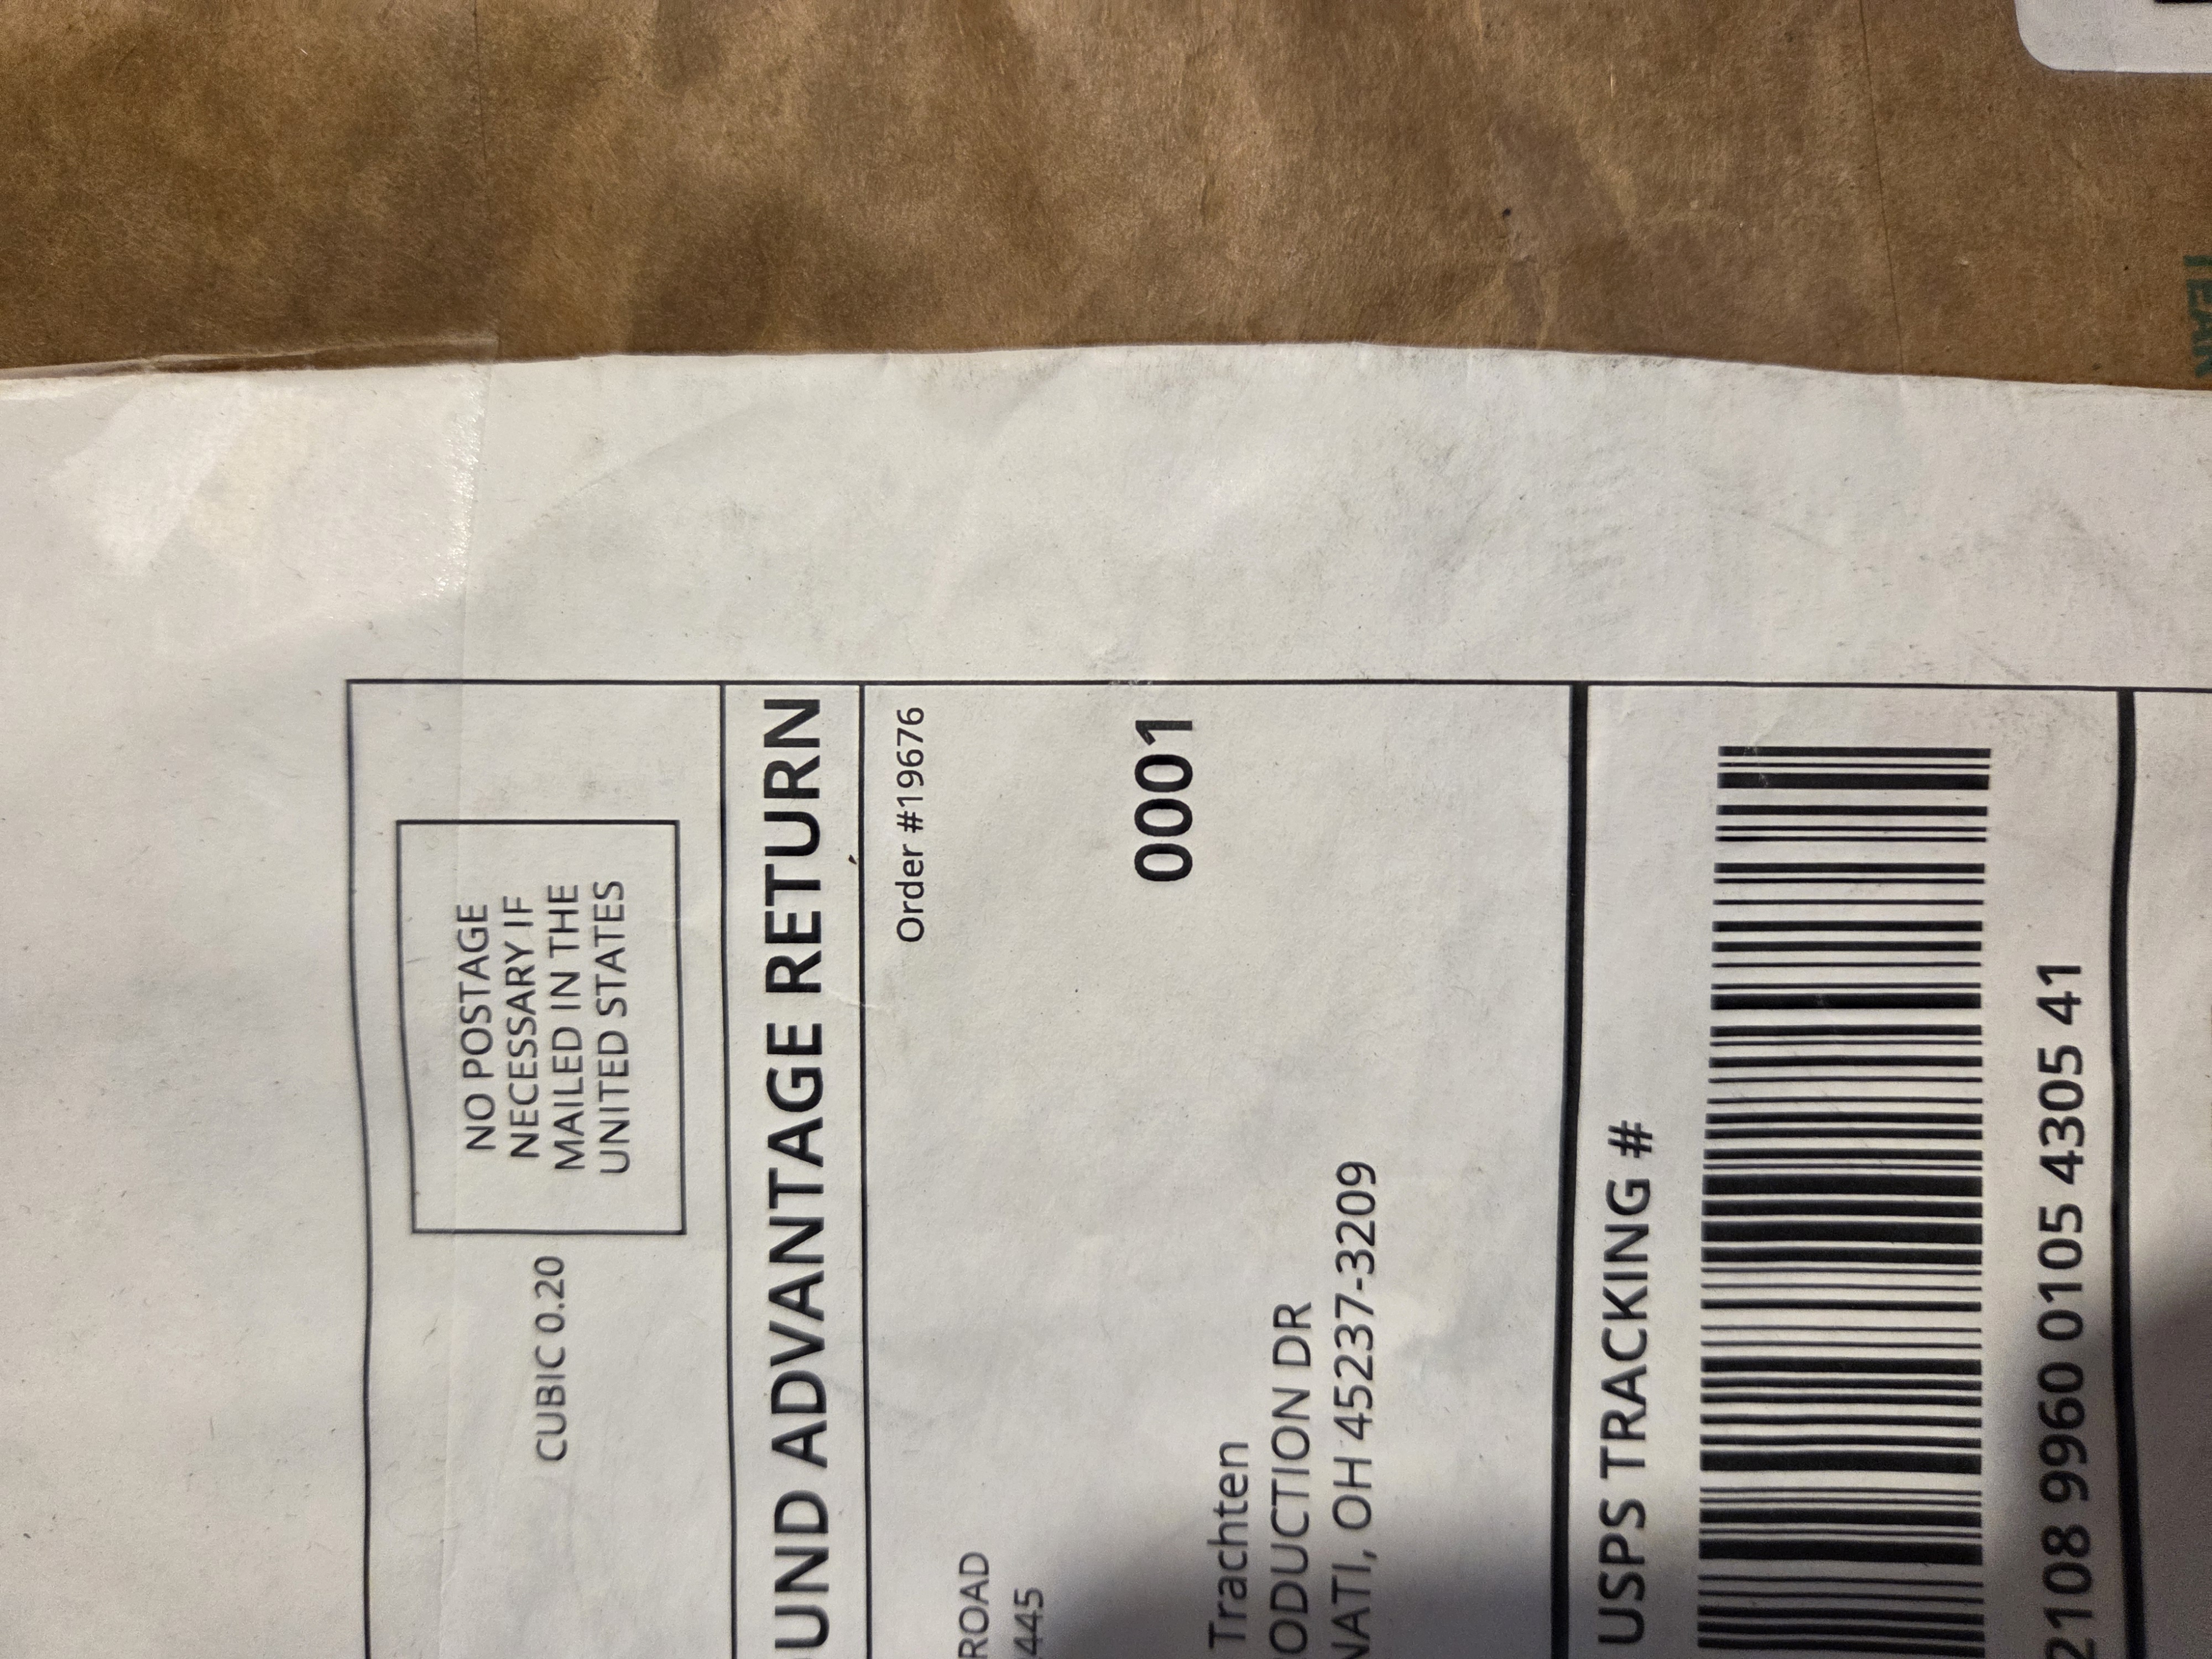 CUBIC 0.20
NO POSTAGE
NECESSARY IF
MAILED IN THE
UNITED STATES
UND ADVANTAGE RETURN
Order #19676
ROAD
445
0001
Trachten
ODUCTION DR
NATI, OH 45237-3209
USPS TRACKING #
2108 9960 0105 4305 41
TEAR